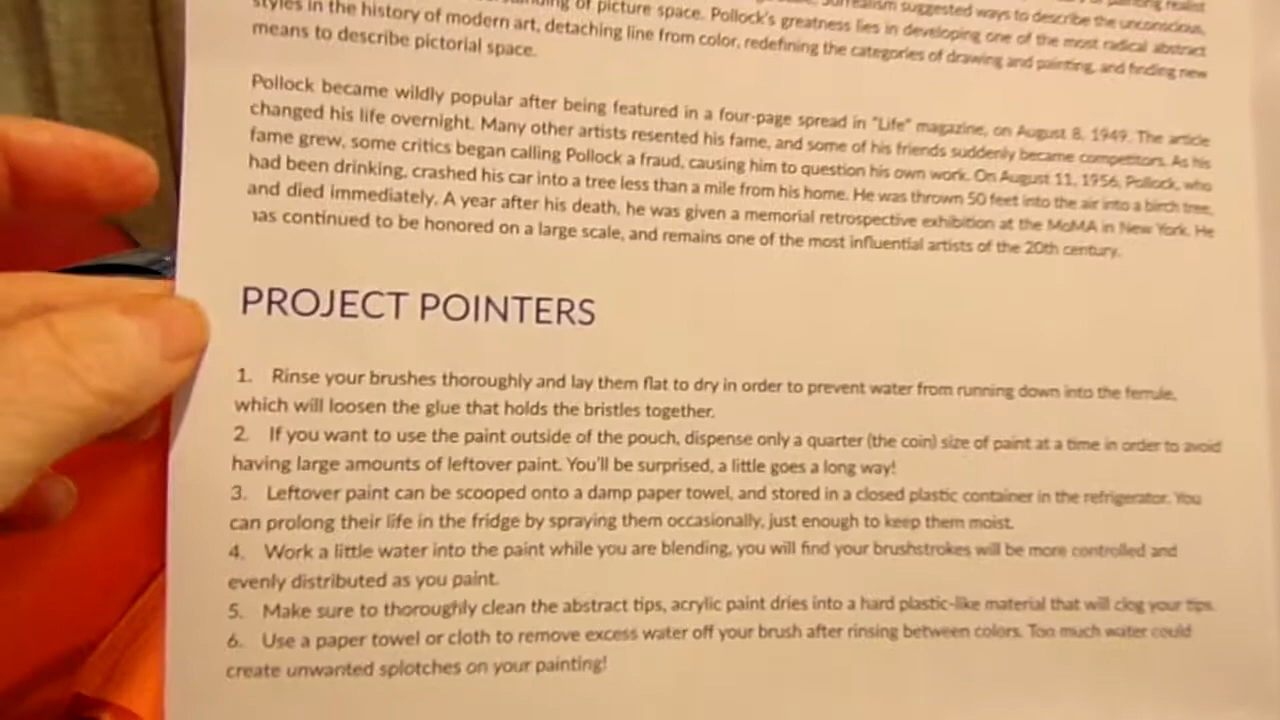 of picture space. Pollock's greatness lies in developing one of the most radical abstract
styles in the history of modern art, detaching line from color, redefining the categories of drawing and painting, and finding new
means to describe pictorial space.
Pollock became wildly popular after being featured in a four-page spread in "Life" magazine, on August 8, 1949. The article
changed his life overnight. Many other artists resented his fame, and some of his friends suddenly became competitors. As his
fame grew, some critics began calling Pollock a fraud, causing him to question his own work. On August 11, 1956, Pollock, who
had been drinking, crashed his car into a tree less than a mile from his home. He was thrown 50 feet into the air into a birch tree,
and died immediately. A year after his death, he was given a memorial retrospective exhibition at the MoMA in New York. He
has continued to be honored on a large scale, and remains one of the most influential artists of the 20th century.
PROJECT POINTERS
1. Rinse your brushes thoroughly and lay them flat to dry in order to prevent water from running down into the ferrule,
which will loosen the glue that holds the bristles together.
2. If you want to use the paint outside of the pouch, dispense only a quarter (the coin) size of paint at a time in order to avoid
having large amounts of leftover paint. You'll be surprised, a little goes a long way!
3. Leftover paint can be scooped onto a damp paper towel, and stored in a closed plastic container in the refrigerator. You
can prolong their life in the fridge by spraying them occasionally, just enough to keep them moist.
4. Work a little water into the paint while you are blending, you will find your brushstrokes will be more controlled and
evenly distributed as you paint.
5. Make sure to thoroughly clean the abstract tips, acrylic paint dries into a hard plastic-like material that will clog your tips.
6. Use a paper towel or cloth to remove excess water off your brush after rinsing between colors. Too much water could
create unwanted splotches on your painting!